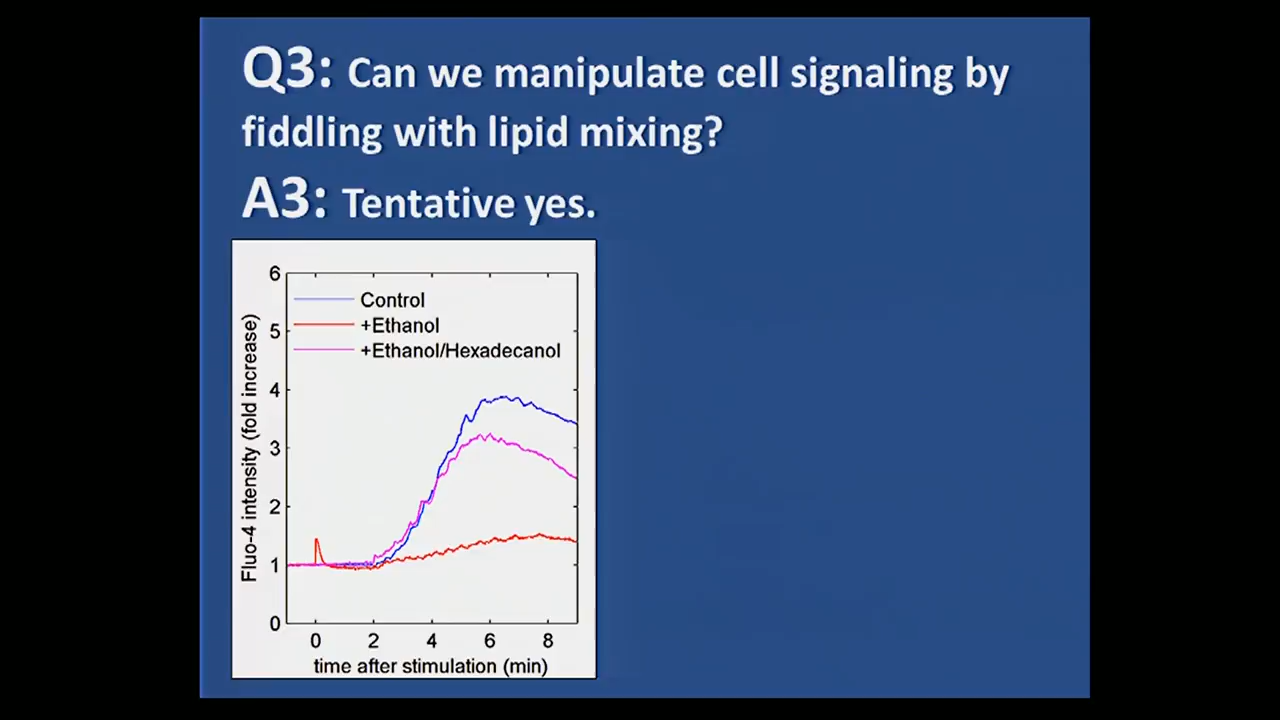 Q3: Can we manipulate cell signaling by
fiddling with lipid mixing?
A3: Tentative yes.
6
5
4
3
2
1
0
Fluo-4 intensity (fold increase)
Control
+Ethanol
+Ethanol/Hexadecanol
0 2 4 6 8
time after stimulation (min)